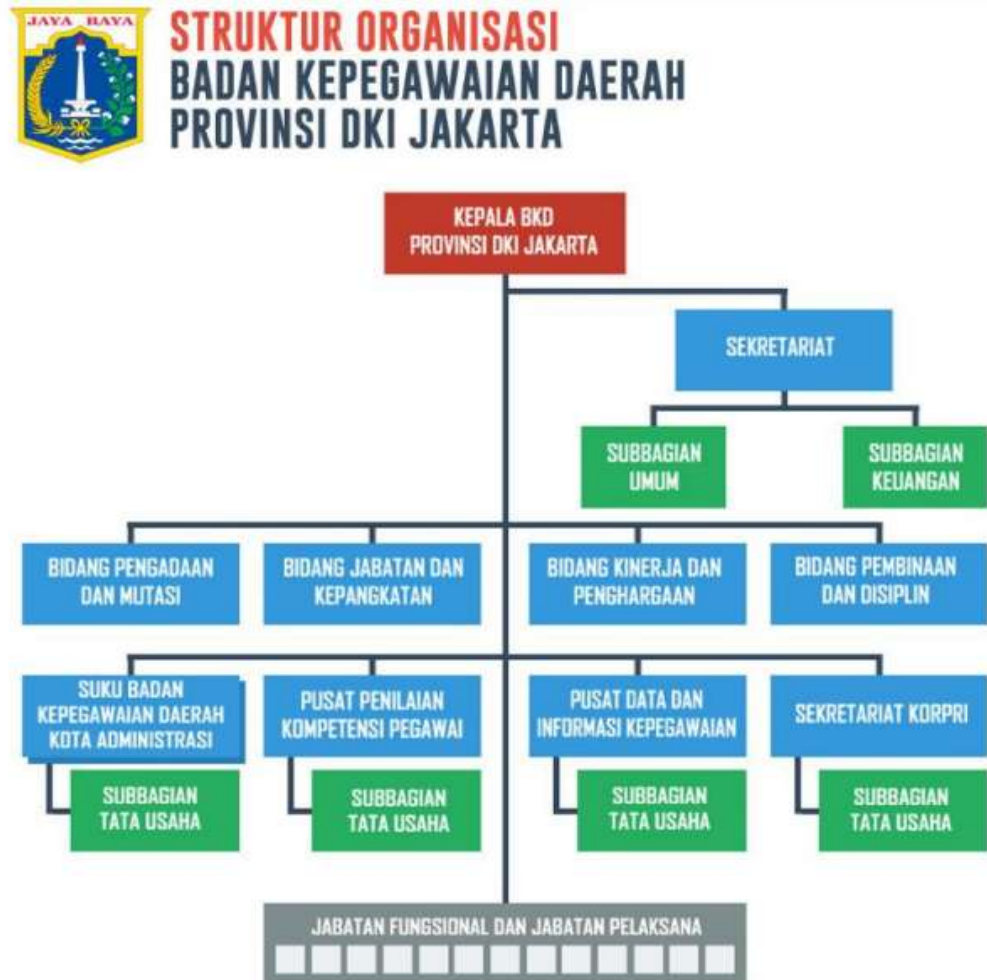 JAYA RAYA
STRUKTUR ORGANISASI
BADAN KEPEGAWAIAN DAERAH
PROVINSI DKI JAKARTA
KEPALA BKD
PROVINSI DKI JAKARTA
SEKRETARIAT
SUBBAGIAN
UMUM
SUBBAGIAN
KEUANGAN
BIDANG PENGADAAN
DAN MUTASI
BIDANG JABATAN DAN
KEPANGKATAN
BIDANG KINERJA DAN
PENGHARGAAN
BIDANG PEMBINAAN
DAN DISIPLIN
SUKU BADAN
KEPEGAWAIAN DAERAH
KOTA ADMINISTRASI
PUSAT PENILAIAN
KOMPETENSI PEGAWAI
PUSAT DATA DAN
INFORMASI KEPEGAWAIAN
SEKRETARIAT KORPRI
SUBBAGIAN
TATA USAHA
SUBBAGIAN
TATA USAHA
SUBBAGIAN
TATA USAHA
SUBBAGIAN
TATA USAHA
JABATAN FUNGSIONAL DAN JABATAN PELAKSANA